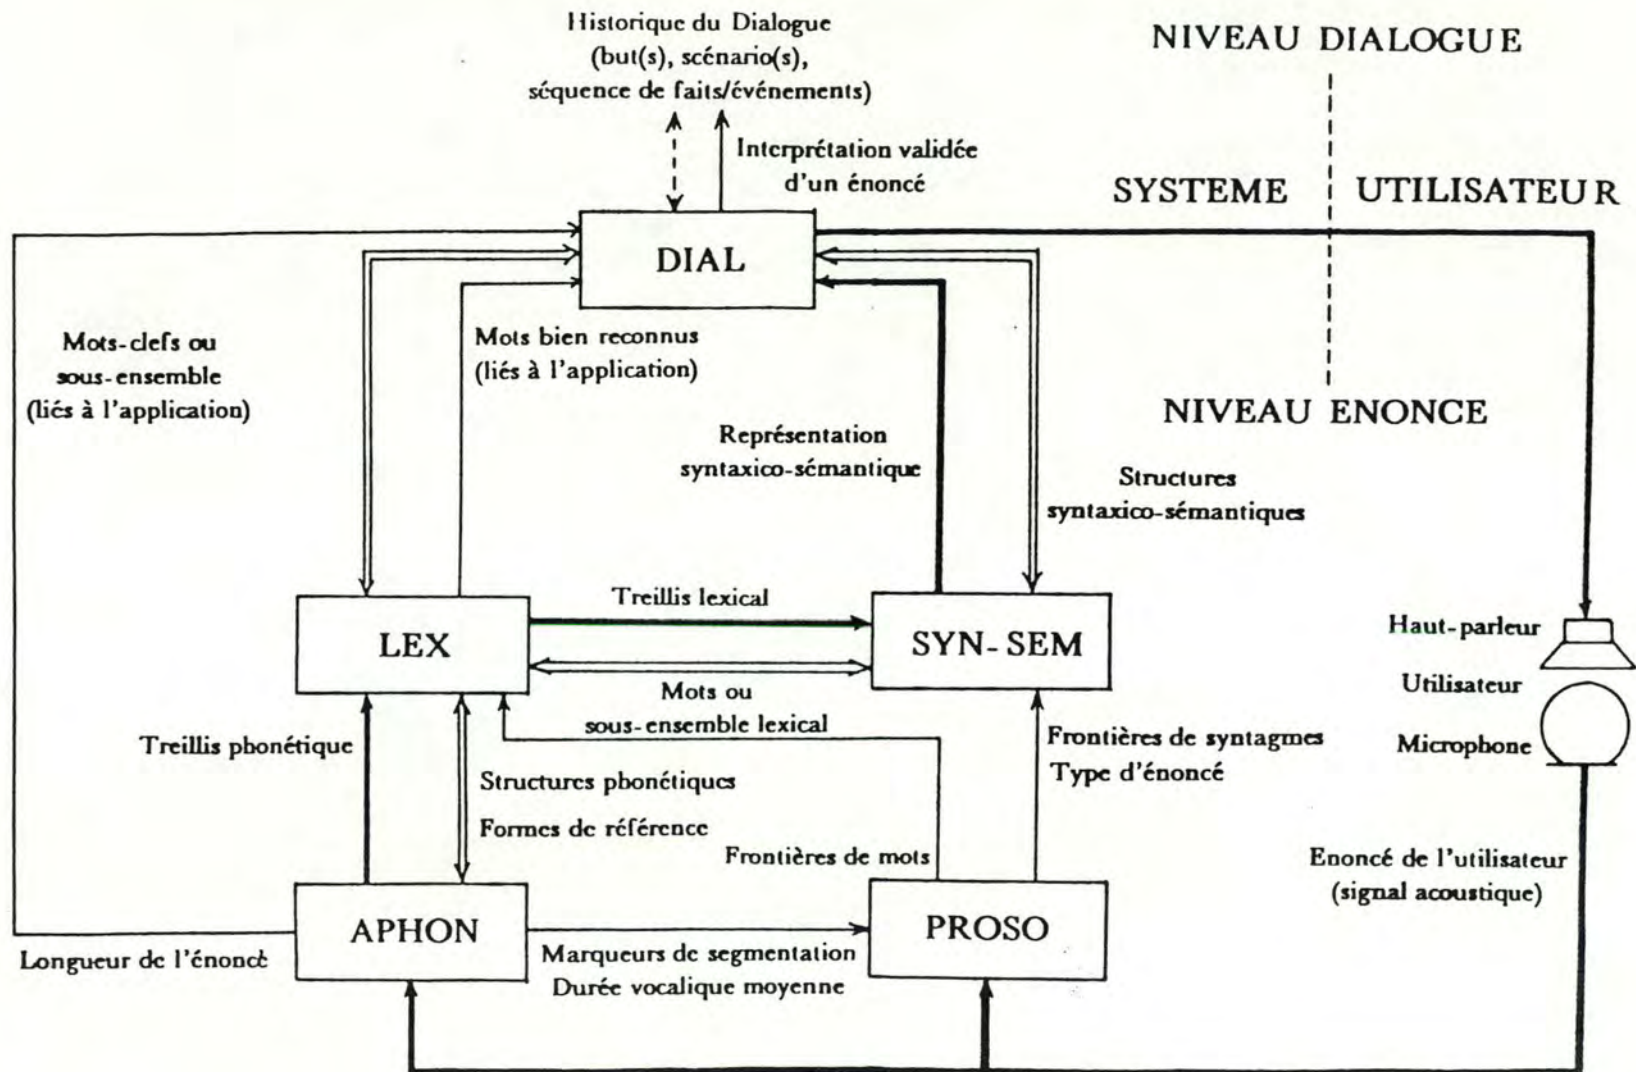 Historique du Dialogue
(but(s), scénario(s),
séquence de faits/événements)
NIVEAU DIALOGUE
Interprétation validée
d'un énoncé
SYSTEME
UTILISATEUR
DIAL
Mots-clefs ou
sous-ensemble
(liés à l'application)
Mots bien reconnus
(liés à l'application)
NIVEAU ENONCE
Représentation
syntaxico-sémantique
Structures
syntaxico-sémantiques
Treillis lexical
LEX
SYN-SEM
Haut-parleur
Utilisateur
Microphone
Mots ou
sous-ensemble lexical
Treillis phonétique
Structures phonétiques
Formes de référence
Frontières de syntagmes
Type d'énoncé
Frontières de mots
Enoncé de l'utilisateur
(signal acoustique)
APHON
PROSO
Longueur de l'énoncé
Marqueurs de segmentation
Durée vocalique moyenne